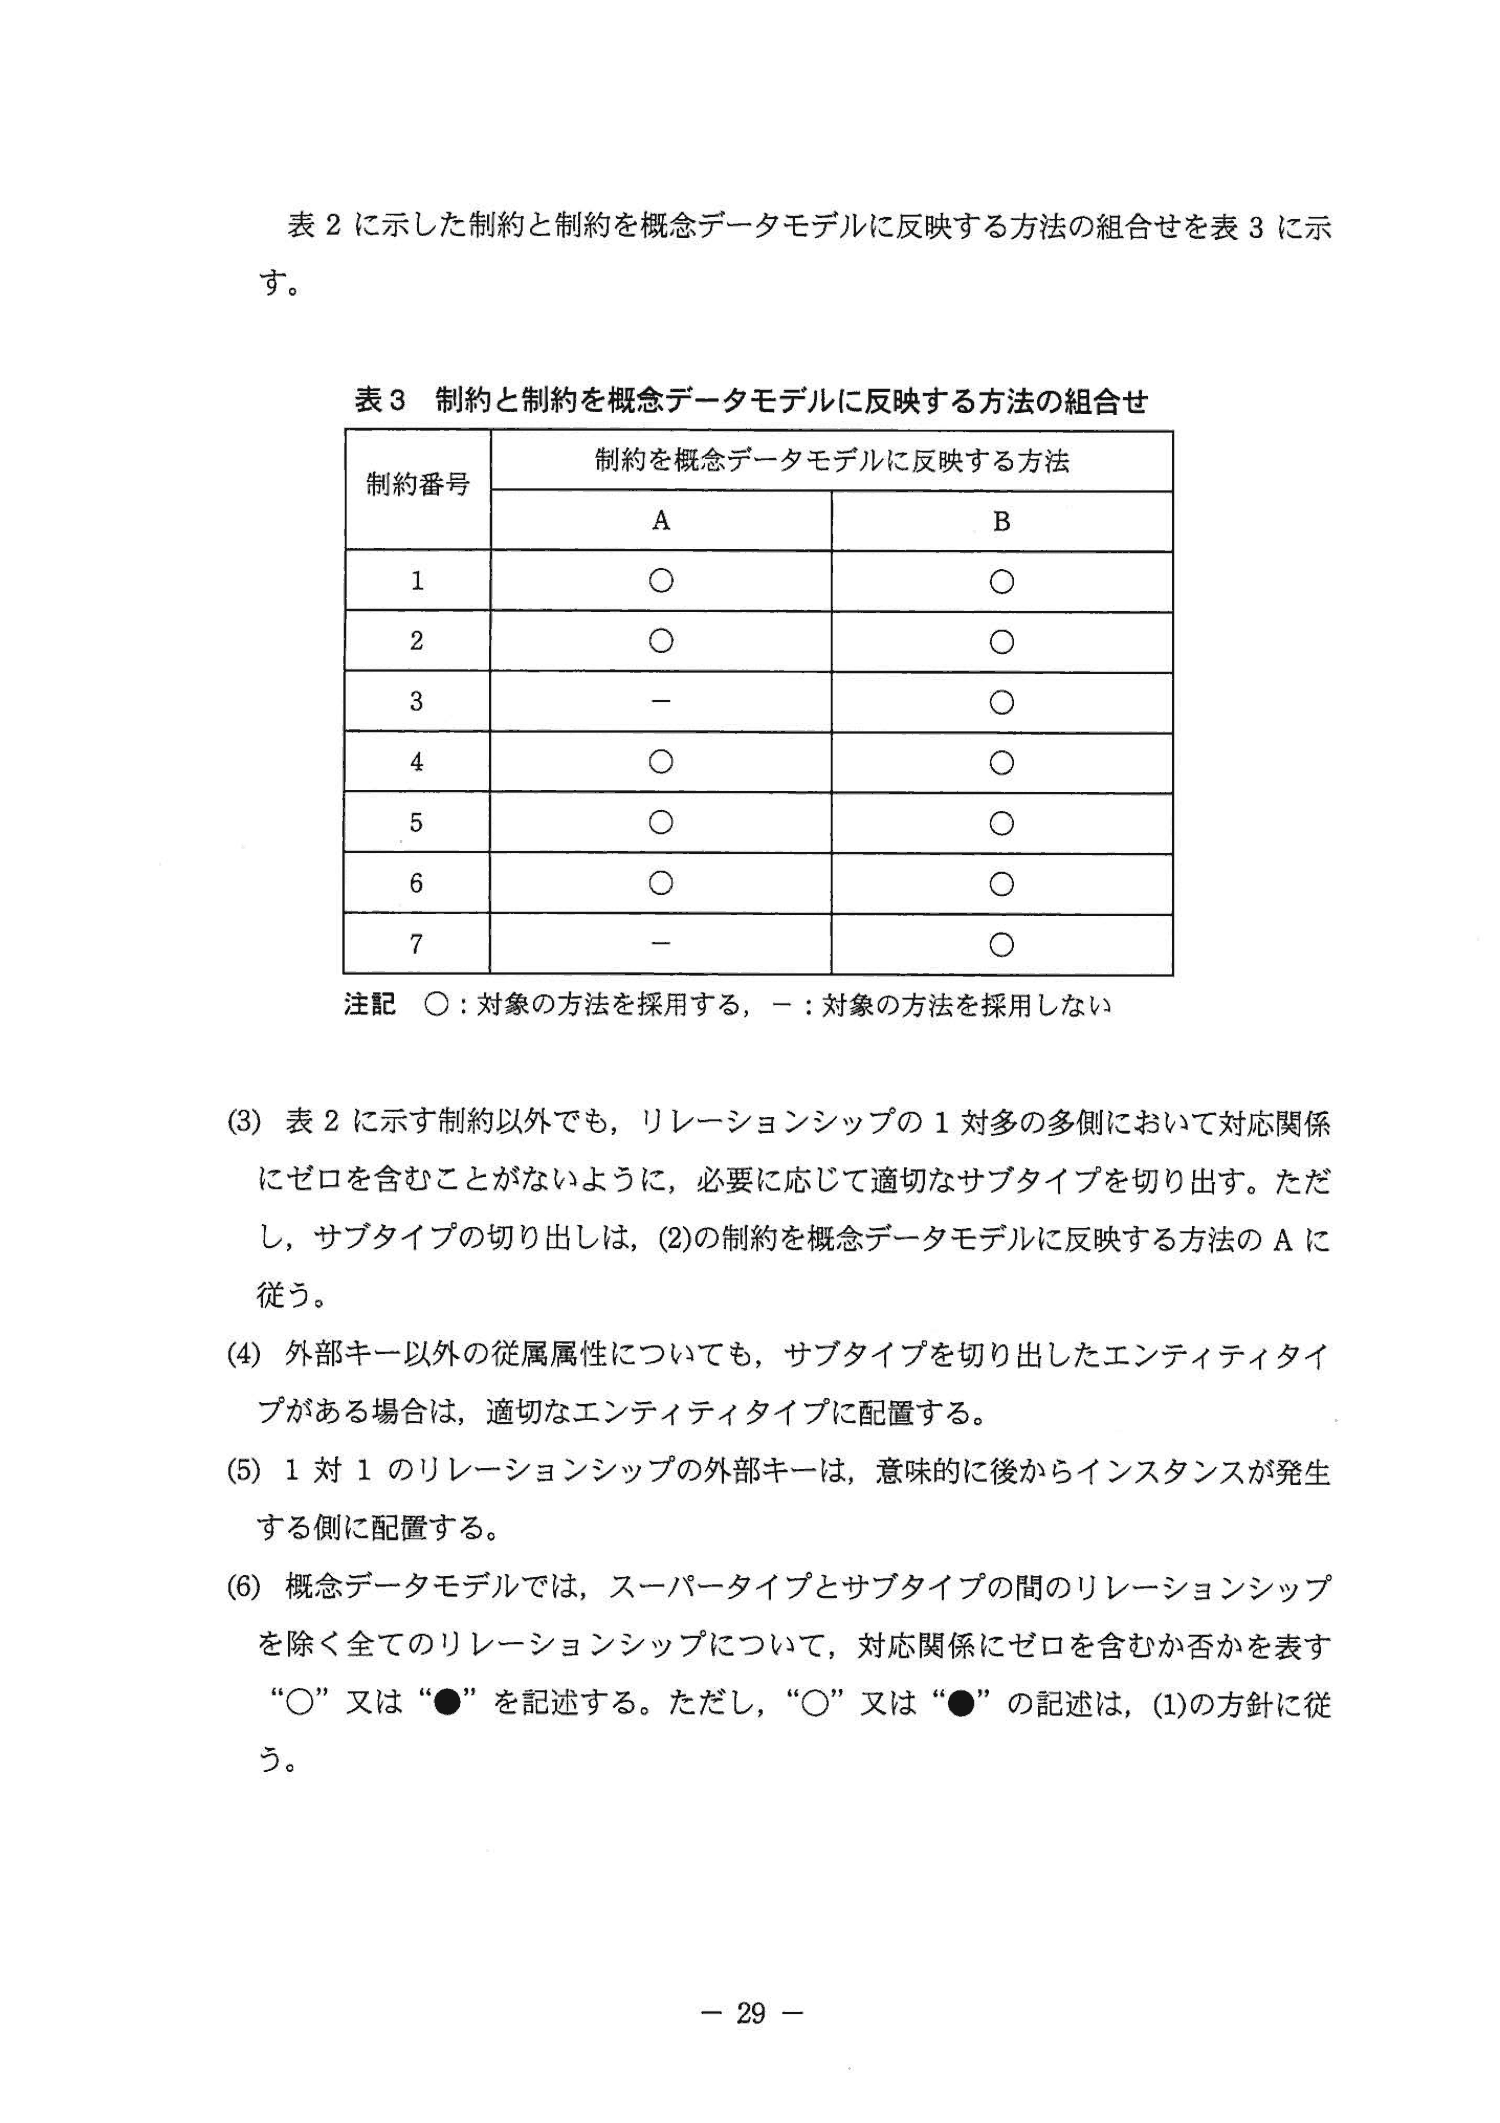 表 2 に示した制約と制約を概念データモデルに反映する方法の組合せを表 3 に示
す。
表3 制約と制約を概念データモデルに反映する方法の組合せ
制約番号 制約を概念データモデルに反映する方法
A B
1 ○ ○
2 ○ ○
3 － ○
4 ○ ○
5 ○ ○
6 ○ ○
7 － ○
注記 ○：対象の方法を採用する，－：対象の方法を採用しない
(3) 表 2 に示す制約以外でも，リレーションシップの 1 対多の多側において対応関係
にゼロを含むことがないように，必要に応じて適切なサブタイプを切り出す。ただ
し，サブタイプの切り出しは，(2)の制約を概念データモデルに反映する方法の A に
従う。
(4) 外部キー以外の従属属性についても，サブタイプを切り出したエンティティタイ
プがある場合は，適切なエンティティタイプに配置する。
(5) 1 対 1 のリレーションシップの外部キーは，意味的に後からインスタンスが発生
する側に配置する。
(6) 概念データモデルでは，スーパータイプとサブタイプの間のリレーションシップ
を除く全てのリレーションシップについて，対応関係にゼロを含むか否かを表す
“○” 又は “●” を記述する。ただし，“○” 又は “●” の記述は，(1)の方針に従
う。
－ 29 －